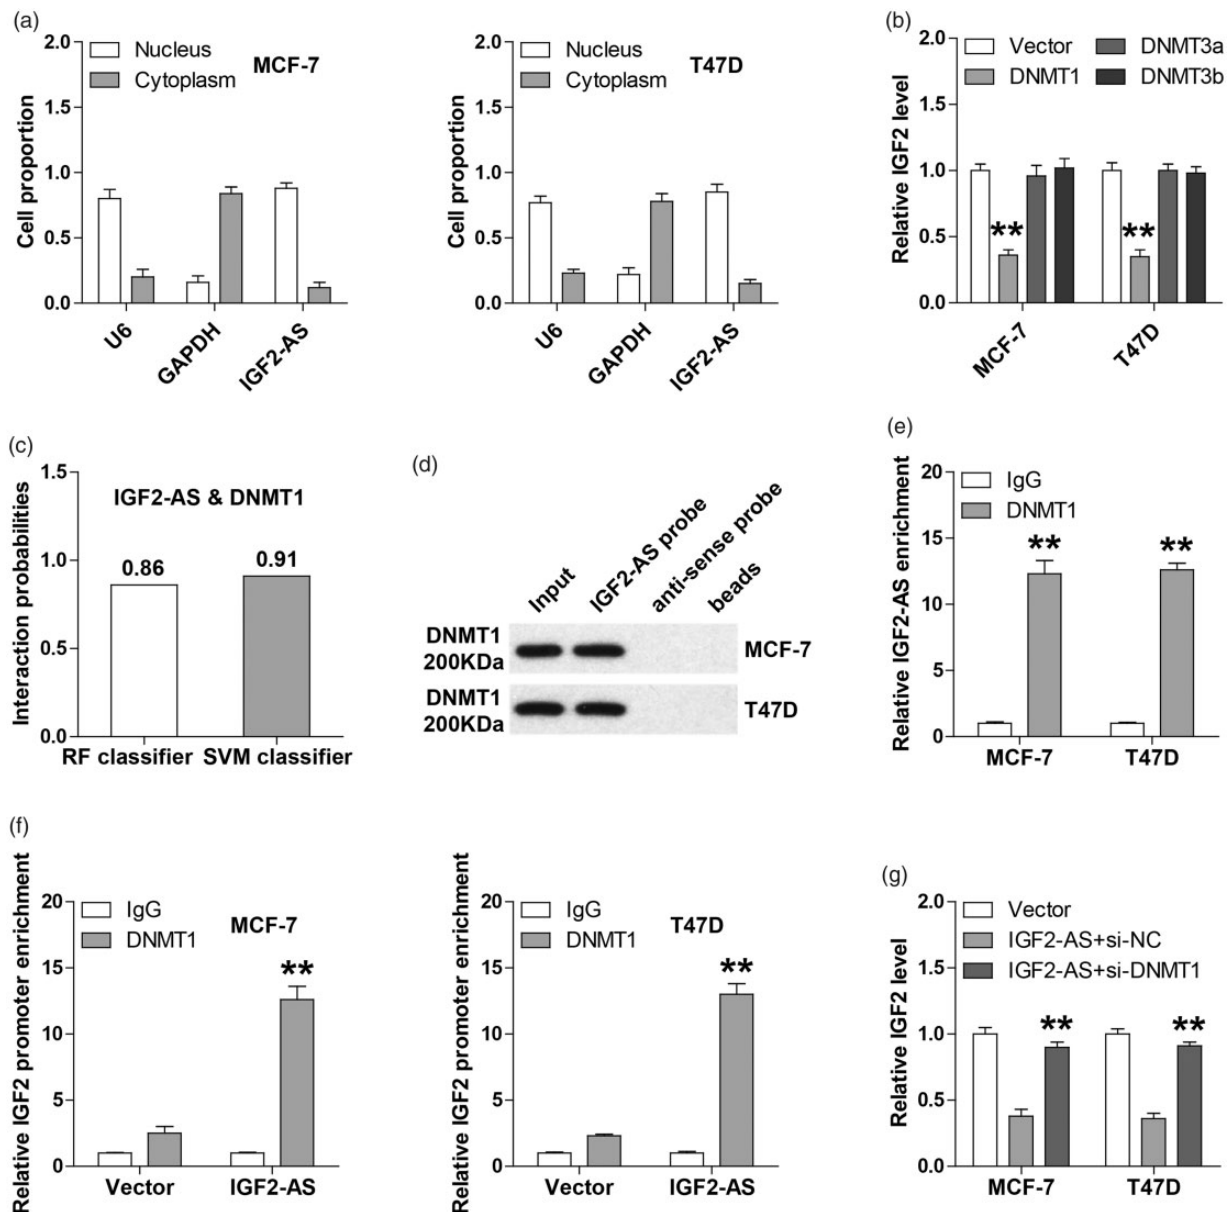 (a)
Cell proportion
2.0
1.5
1.0
0.5
0.0
Nucleus
Cytoplasm
MCF-7
U6
GAPDH
IGF2-AS
Cell proportion
2.0
1.5
1.0
0.5
0.0
Nucleus
Cytoplasm
T47D
U6
GAPDH
IGF2-AS
(b)
Relative IGF2 level
2.0
1.5
1.0
0.5
0.0
Vector
DNMT1
DNMT3a
DNMT3b
**
**
MCF-7
T47D
(c)
Interaction probabilities
1.5
1.0
0.5
0.0
IGF2-AS & DNMT1
0.86
0.91
RF classifier
SVM classifier
(d)
Input
IGF2-AS probe
anti-sense probe
beads
DNMT1
200KDa
MCF-7
DNMT1
200KDa
T47D
(e)
Relative IGF2-AS enrichment
20
15
10
5
0
IgG
DNMT1
**
**
MCF-7
T47D
(f)
Relative IGF2 promoter enrichment
20
15
10
5
0
IgG
DNMT1
MCF-7
**
Vector
IGF2-AS
Relative IGF2 promoter enrichment
20
15
10
5
0
IgG
DNMT1
T47D
**
Vector
IGF2-AS
(g)
Relative IGF2 level
2.0
1.5
1.0
0.5
0.0
Vector
IGF2-AS+si-NC
IGF2-AS+si-DNMT1
**
**
MCF-7
T47D